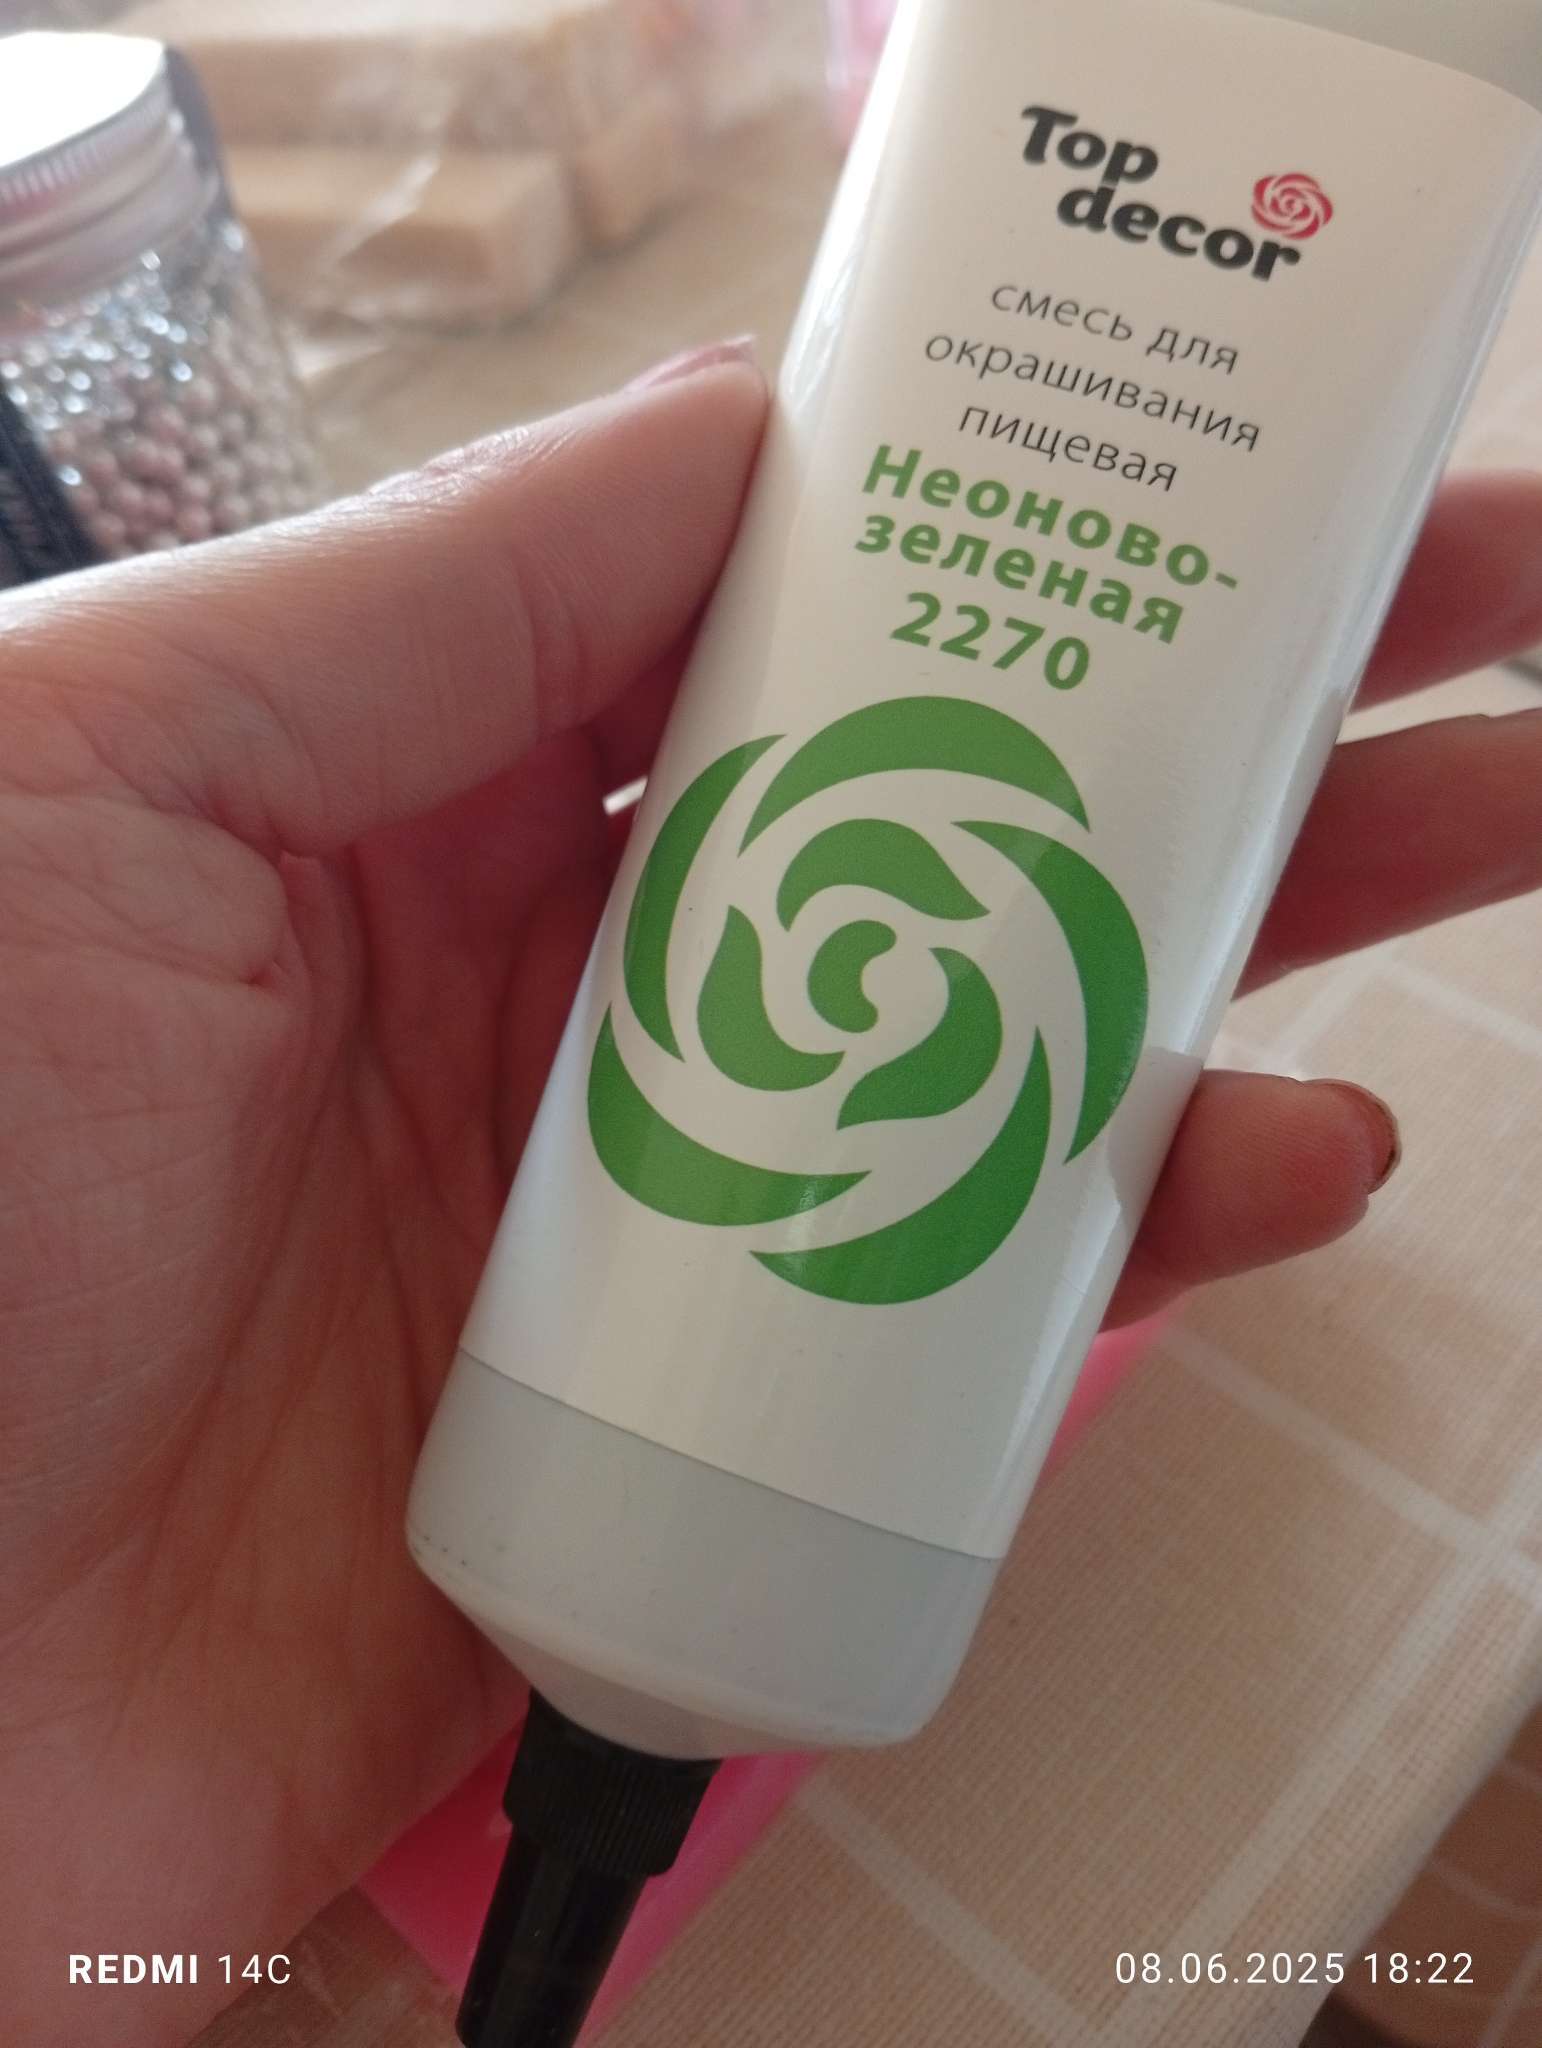 Top
decor
смесь для
окрашивания
пищевая
Неоново-
зеленая
2270
REDMI 14C
08.06.2025 18:22